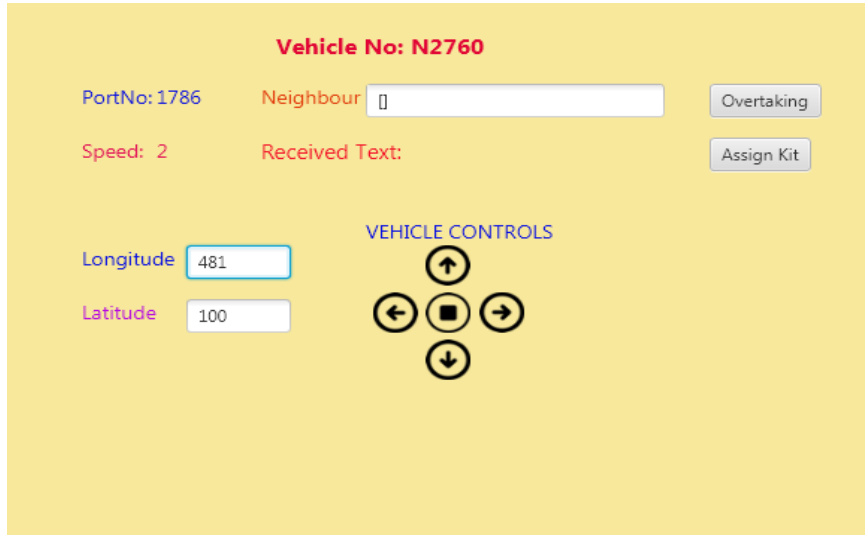 Vehicle No: N2760
PortNo: 1786 Neighbour [] Overtaking
Speed: 2 Received Text: Assign Kit
VEHICLE CONTROLS
Longitude 481
Latitude 100